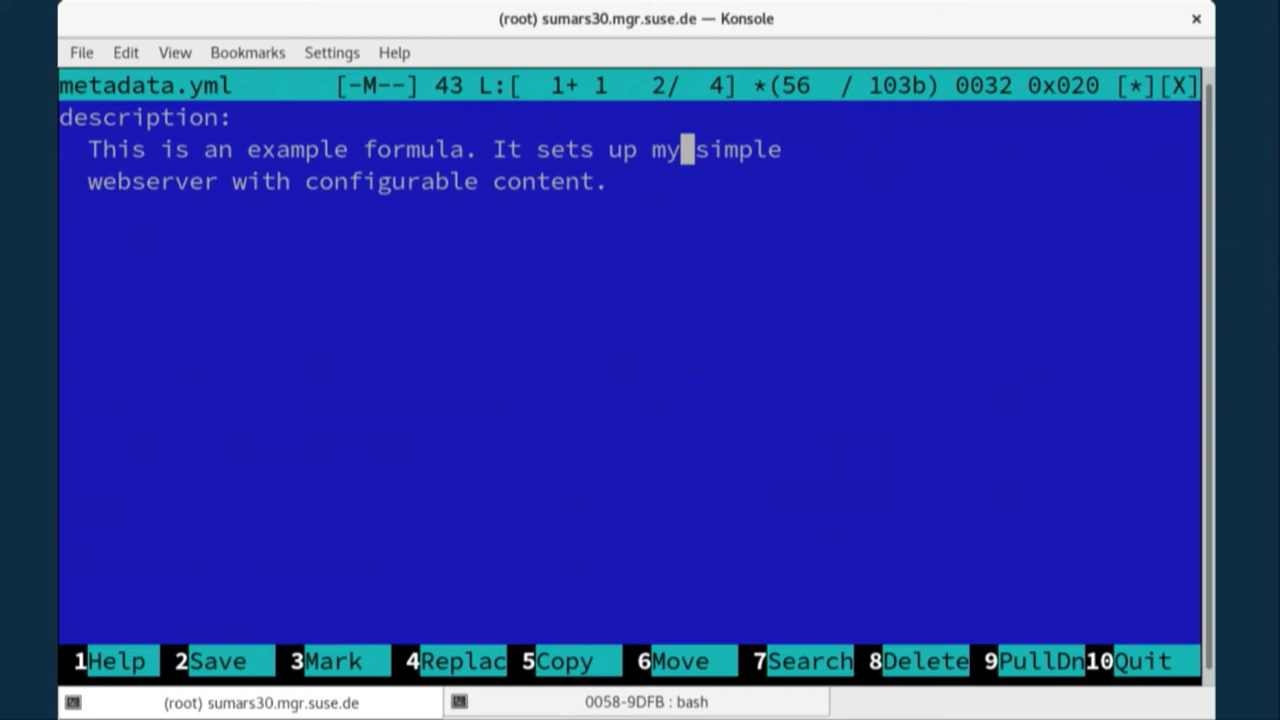 (root) sumars30.mgr.suse.de — Konsole ×
File Edit View Bookmarks Settings Help
metadata.yml [-M--] 43 L:[ 1+ 1 2/ 4] *(56 / 103b) 0032 0x020 [*][X]
description:
This is an example formula. It sets up my simple
webserver with configurable content.
1Help 2Save 3Mark 4Replac 5Copy 6Move 7Search 8Delete 9PullDn 10Quit
(root) sumars30.mgr.suse.de 0058-9DFB : bash